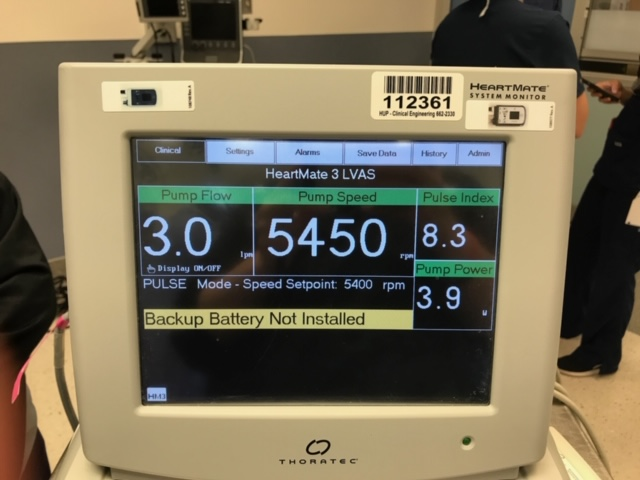 112361
HUP - Clinical Engineering 662-2330
HEARTMATE®
SYSTEM MONITOR
Clinical Settings Alarms Save Data History Admin
HeartMate 3 LVAS
Pump Flow Pump Speed Pulse Index
3.0 lpm 5450 rpm 8.3
Display ON/OFF
Pump Power
PULSE Mode - Speed Setpoint: 5400 rpm
3.9 w
Backup Battery Not Installed
HM3
THORATEC